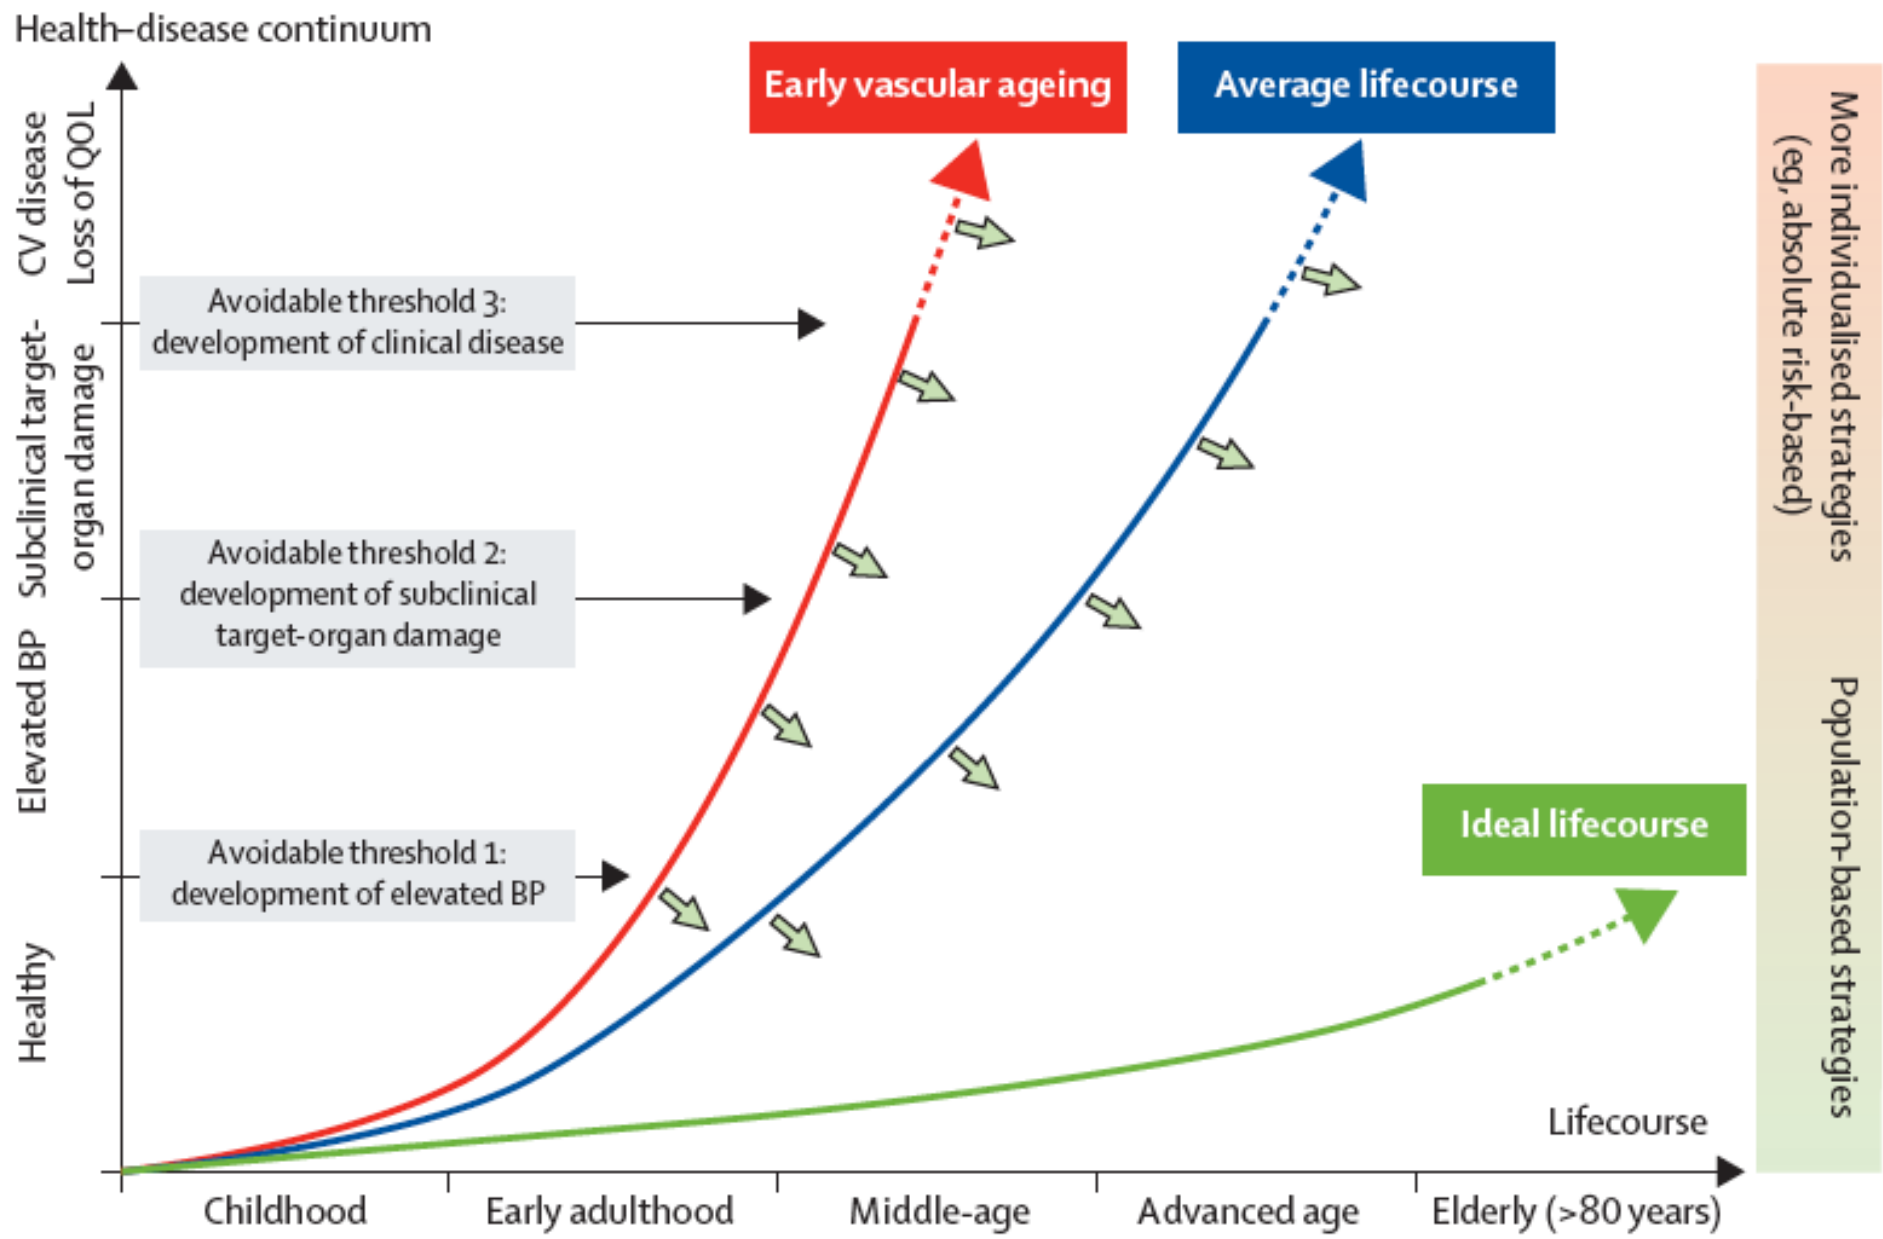 Health–disease continuum
CV disease
Loss of QOL
Subclinical target-
organ damage
Elevated BP
Healthy
Early vascular ageing
Average lifecourse
Ideal lifecourse
Avoidable threshold 3:
development of clinical disease
Avoidable threshold 2:
development of subclinical
target-organ damage
Avoidable threshold 1:
development of elevated BP
More individualised strategies
(eg, absolute risk-based)
Population-based strategies
Lifecourse
Childhood
Early adulthood
Middle-age
Advanced age
Elderly (>80 years)